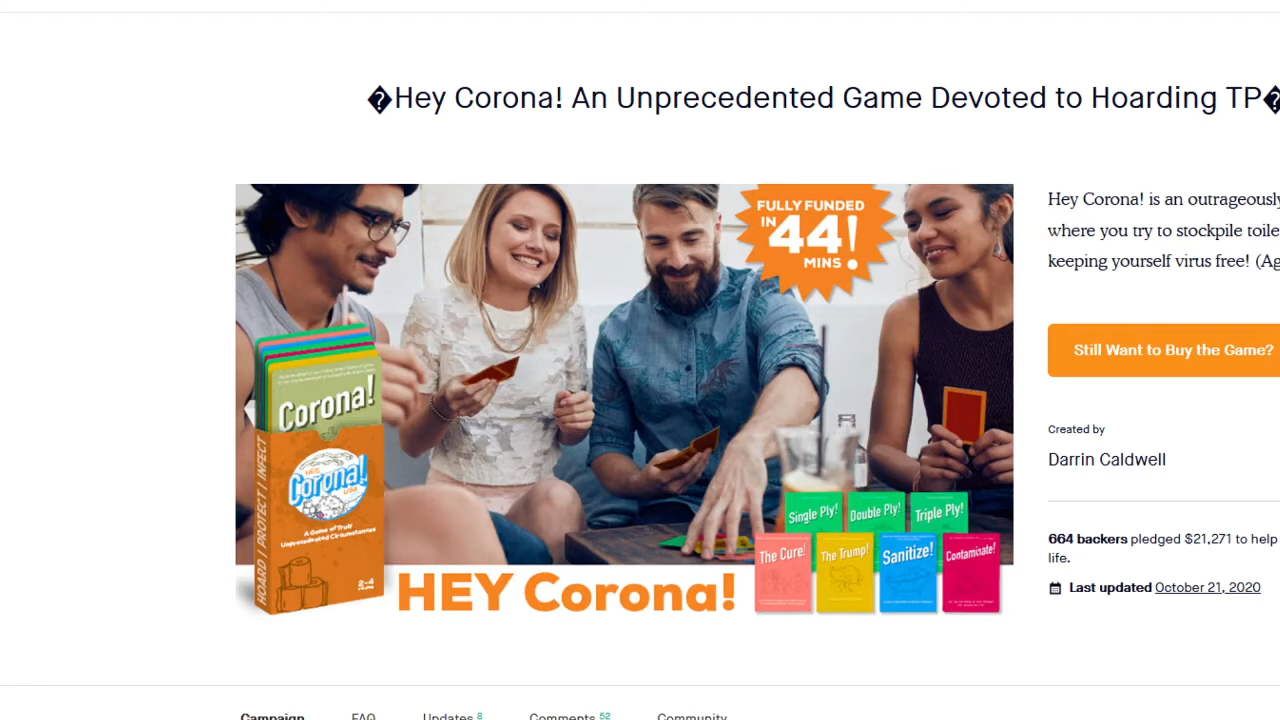 �Hey Corona! An Unprecedented Game Devoted to Hoarding TP�
FULLY FUNDED
IN 44!
MINS
Hey Corona! is an outrageously
where you try to stockpile toile
keeping yourself virus free! (Ag
Still Want to Buy the Game?
Created by
Darrin Caldwell
664 backers pledged $21,271 to help
life.
Last updated October 21, 2020
Corona!
HOARD | PROTECT | INFECT
HEY
Corona!
A Game of Truly
Unprecedented Circumstances
2-4
HEY Corona!
Single Ply!
Double Ply!
Triple Ply!
The Cure!
The Trump!
Sanitize!
Contaminate!
Campaign
FAQ
Updates 8
Comments 52
Community